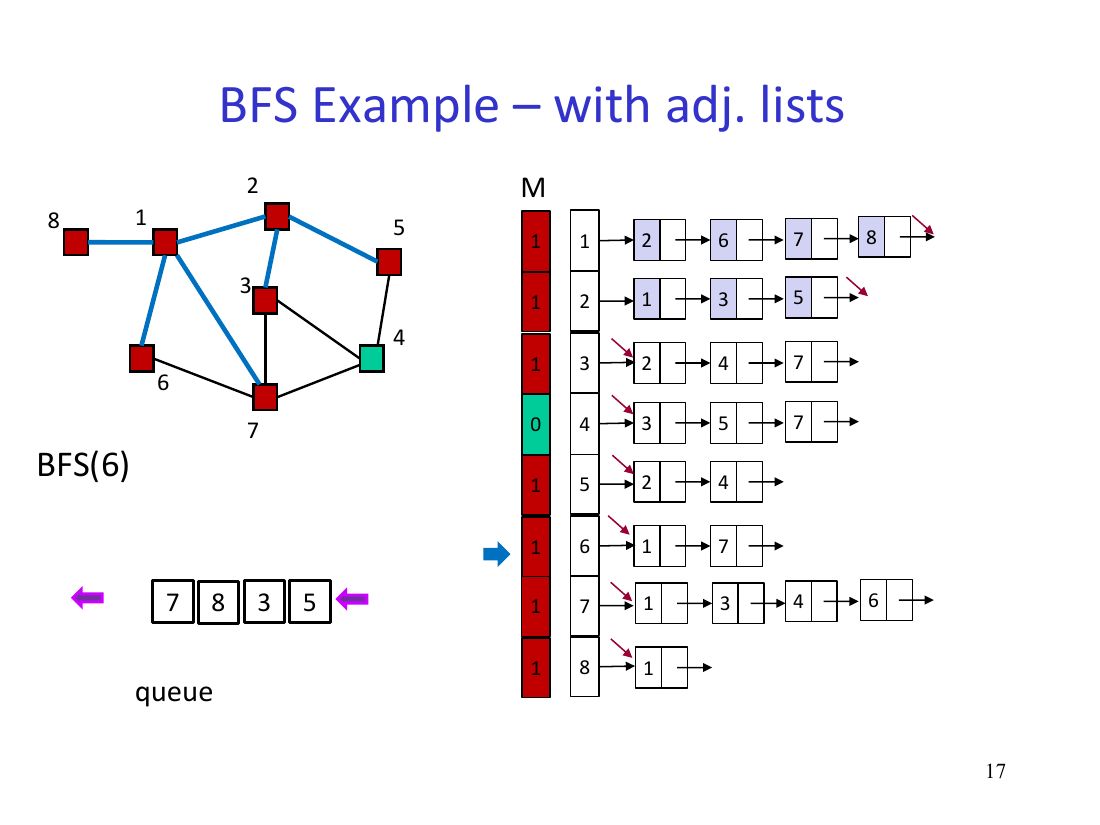 BFS Example – with adj. lists
M
2
8 1
5
3
4
6
7
BFS(6)
7 8 3 5
queue
1 1 2 6 7 8
1 2 1 3 5
1 3 2 4 7
0 4 3 5 7
1 5 2 4
1 6 1 7
1 7 1 3 4 6
1 8 1
17